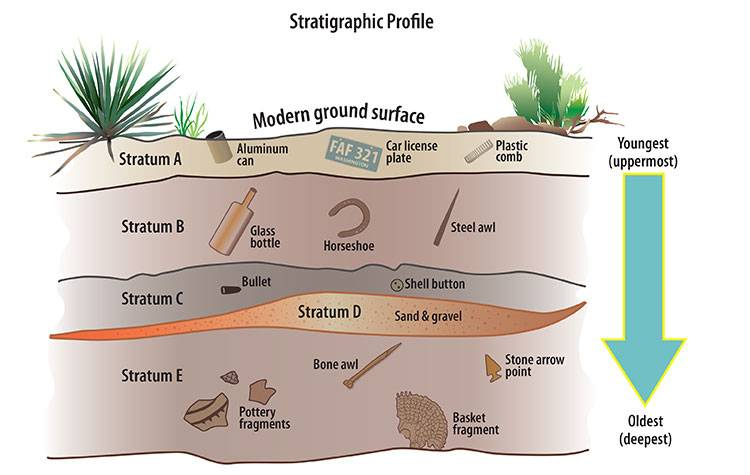 Stratigraphic Profile
Modern ground surface
Stratum A
Aluminum
can
FAF 321
WASHINGTON
Car license
plate
Plastic
comb
Youngest
(uppermost)
Stratum B
Glass
bottle
Horseshoe
Steel awl
Stratum C
Bullet
Shell button
Stratum D
Sand & gravel
Stratum E
Bone awl
Stone arrow
point
Pottery
fragments
Basket
fragment
Oldest
(deepest)